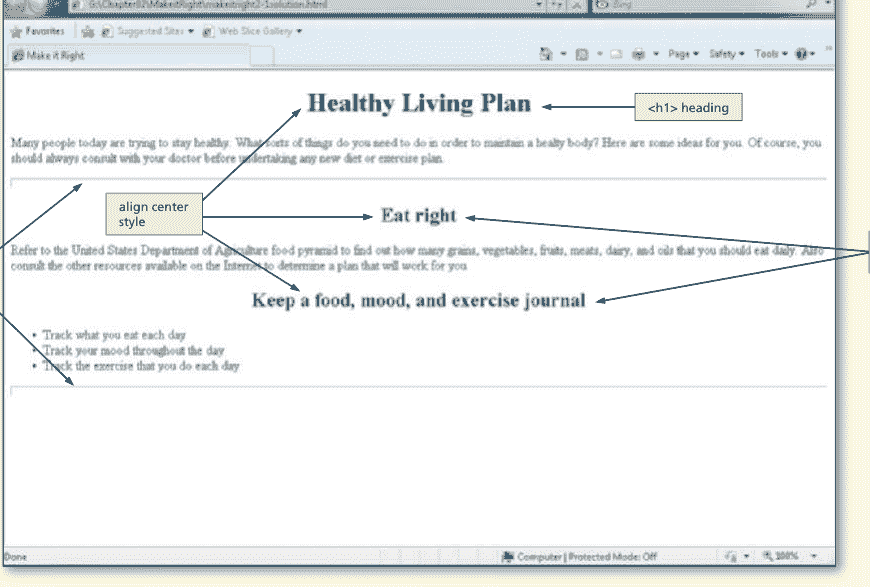 G:\Chapter02\MakeitRight\makeitright2-1solution.html
Bing
Favorites
Suggested Sites
Web Slice Gallery
Make it Right
Page
Safety
Tools
Healthy Living Plan
<h1> heading
Many people today are trying to stay healthy. What sorts of things do you need to do in order to maintain a healty body? Here are some ideas for you. Of course, you
should always consult with your doctor before undertaking any new diet or exercise plan.
align center
style
Eat right
Refer to the United States Department of Agriculture food pyramid to find out how many grains, vegetables, fruits, meats, dairy, and oils that you should eat daily. Also
consult the other resources available on the Internet to determine a plan that will work for you
Keep a food, mood, and exercise journal
• Track what you eat each day
• Track your mood throughout the day
• Track the exercise that you do each day
Done
Computer | Protected Mode: Off
100%